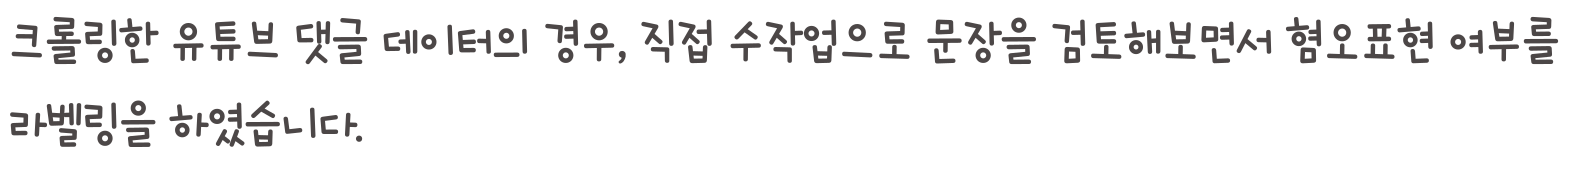 크롤링한 유튜브 댓글 데이터의 경우, 직접 수작업으로 문장을 검토해보면서 혐오표현 여부를
라벨링을 하였습니다.